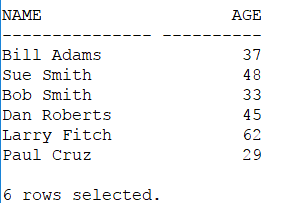 NAME                   AGE
--------------- ----------
Bill Adams              37
Sue Smith               48
Bob Smith               33
Dan Roberts             45
Larry Fitch             62
Paul Cruz               29
6 rows selected.